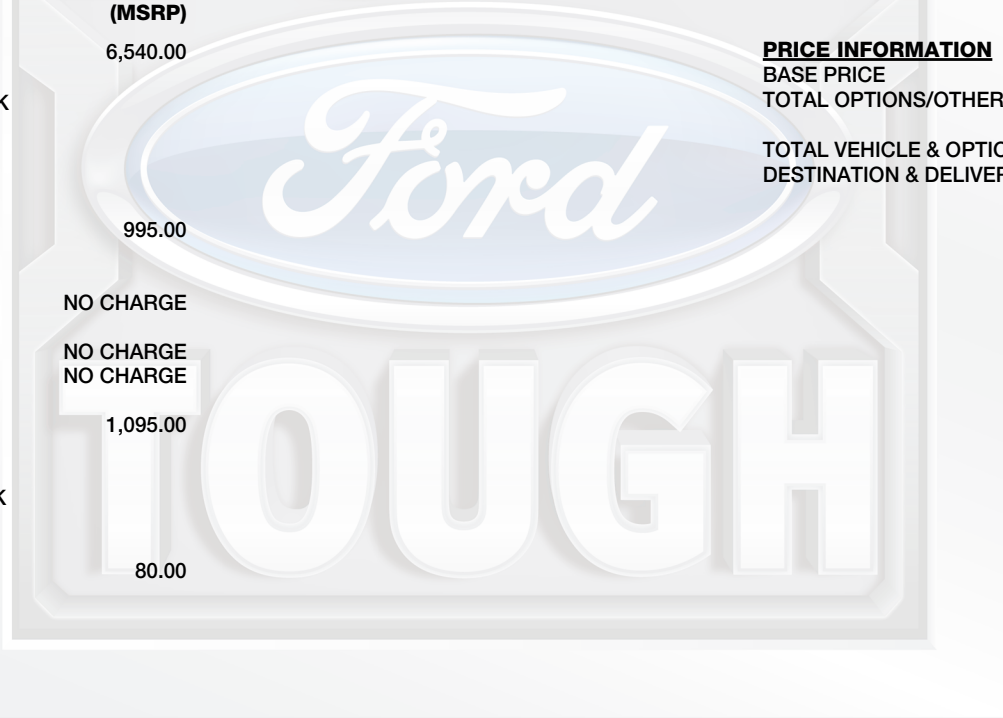 (MSRP)
6,540.00
K
995.00
NO CHARGE
NO CHARGE
NO CHARGE
1,095.00
K
80.00
PRICE INFORMATION
BASE PRICE
TOTAL OPTIONS/OTHER
TOTAL VEHICLE & OPTIO
DESTINATION & DELIVER
Ford
TOUGH